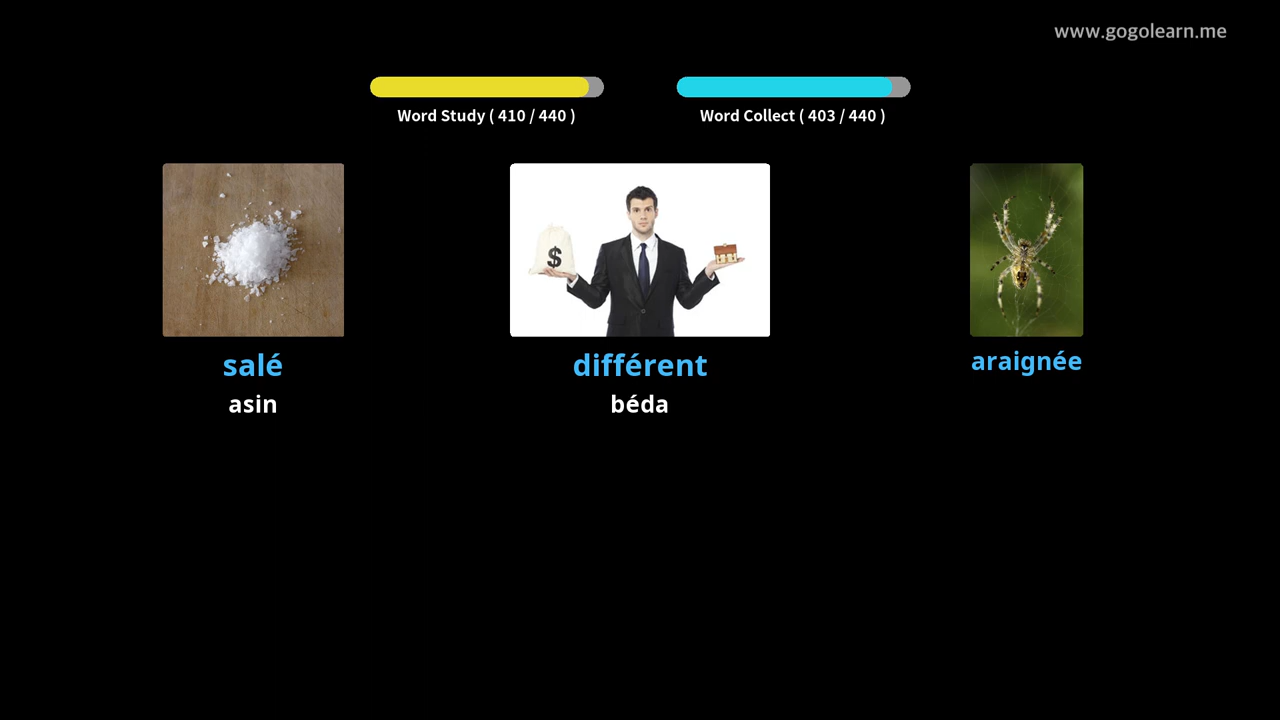 www.gogolearn.me
Word Study ( 410 / 440 )
Word Collect ( 403 / 440 )
$
salé
différent
araignée
asin
béda